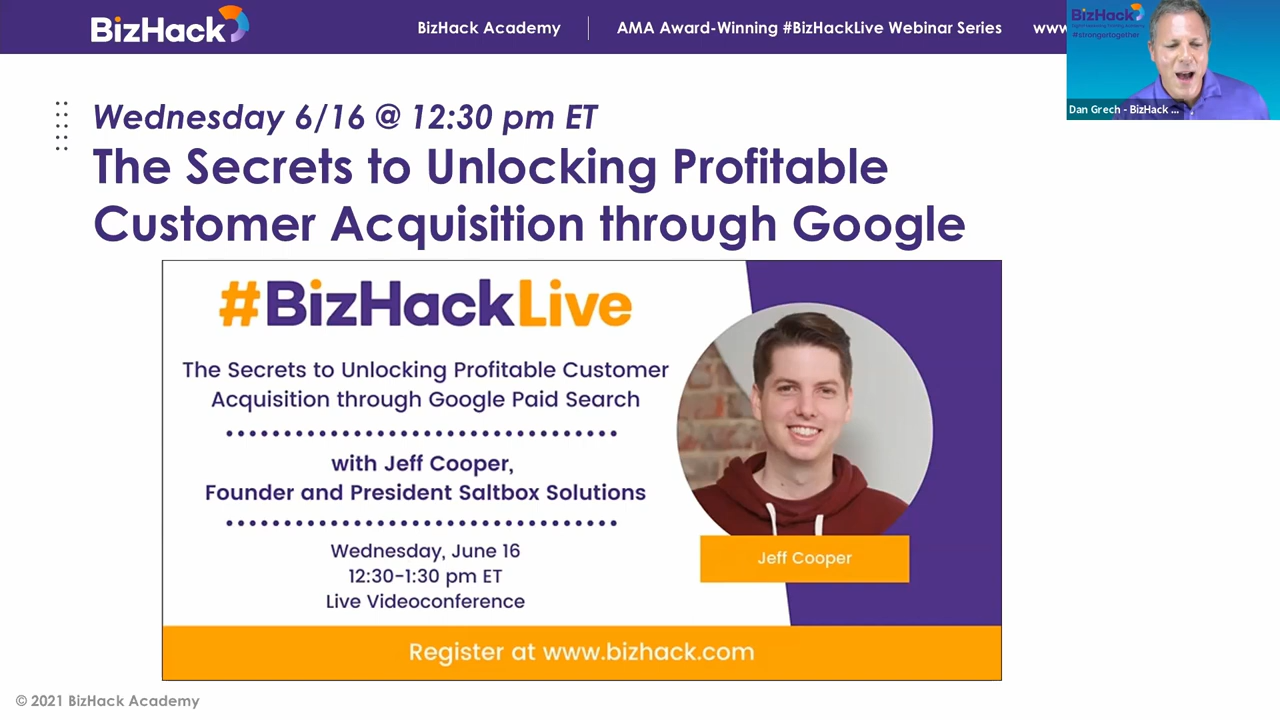 BizHack
BizHack Academy
AMA Award-Winning #BizHackLive Webinar Series
www
BizHack
#strongertogether
Dan Grech - BizHack ...
Wednesday 6/16 @ 12:30 pm ET
The Secrets to Unlocking Profitable
Customer Acquisition through Google
#BizHackLive
The Secrets to Unlocking Profitable Customer
Acquisition through Google Paid Search
with Jeff Cooper,
Founder and President Saltbox Solutions
Wednesday, June 16
12:30-1:30 pm ET
Live Videoconference
Jeff Cooper
Register at www.bizhack.com
© 2021 BizHack Academy